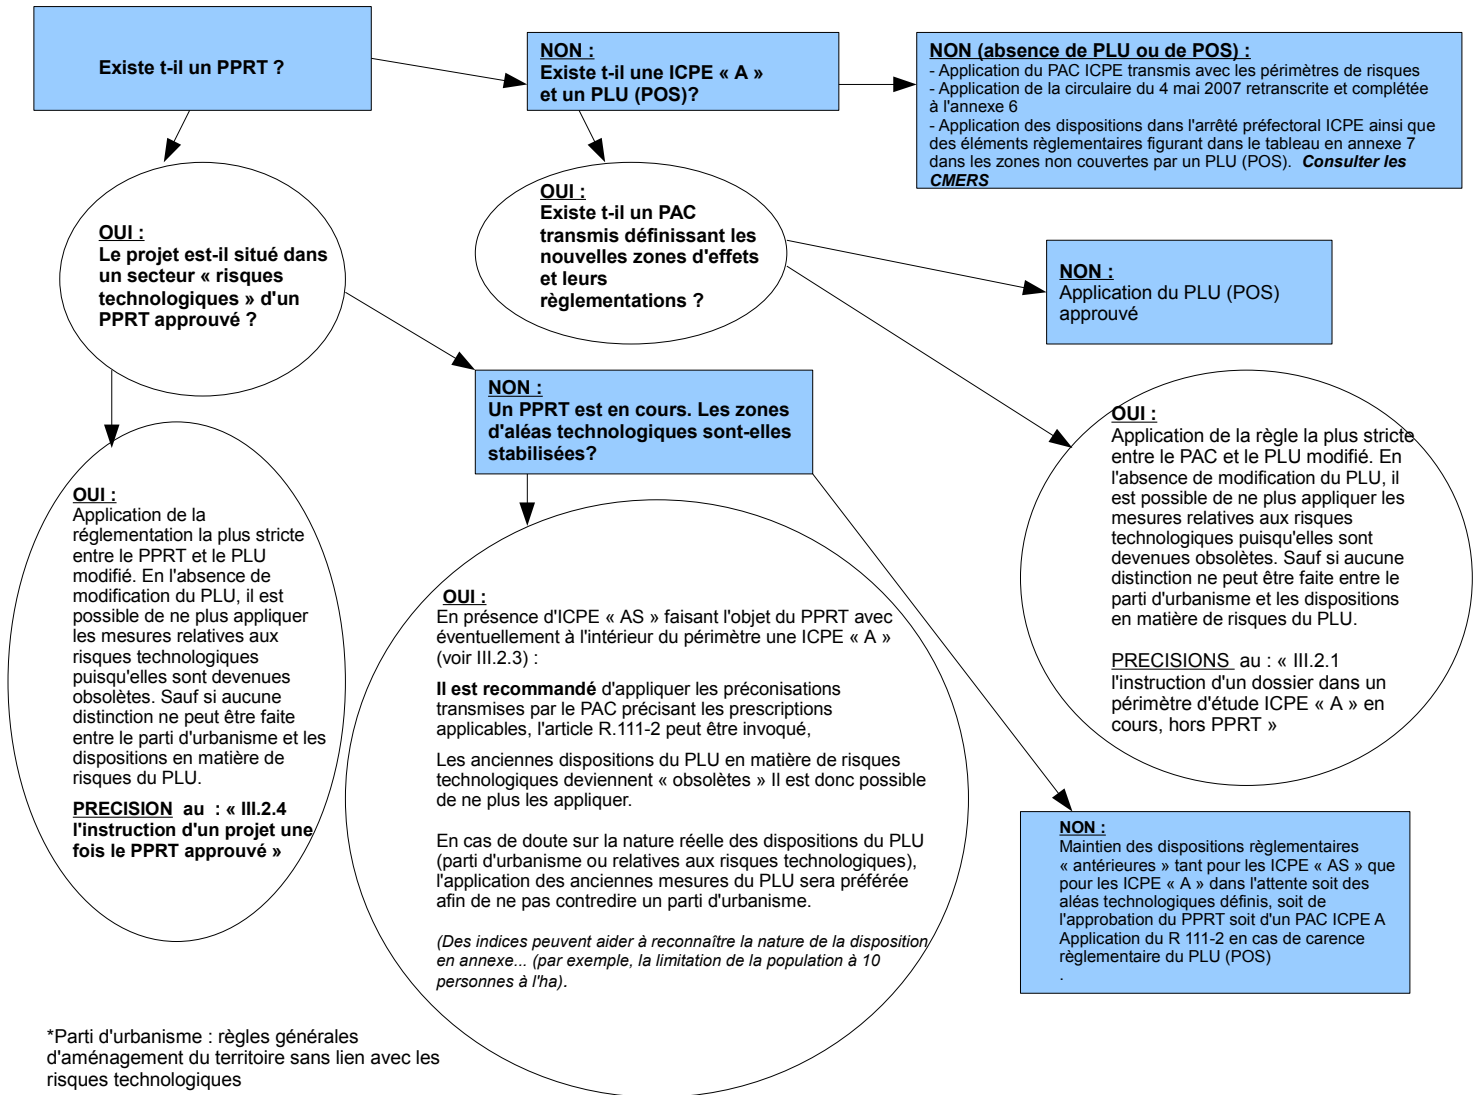 Existe t-il un PPRT ?
NON :
Existe t-il une ICPE « A »
et un PLU (POS)?
NON (absence de PLU ou de POS) :
- Application du PAC ICPE transmis avec les périmètres de risques
- Application de la circulaire du 4 mai 2007 retranscrite et complétée
à l'annexe 6
- Application des dispositions dans l'arrêté préfectoral ICPE ainsi que
des éléments règlementaires figurant dans le tableau en annexe 7
dans les zones non couvertes par un PLU (POS). Consulter les
CMERS
OUI :
Le projet est-il situé dans
un secteur « risques
technologiques » d'un
PPRT approuvé ?
OUI :
Existe t-il un PAC
transmis définissant les
nouvelles zones d'effets
et leurs
règlementations ?
NON :
Application du PLU (POS)
approuvé
NON :
Un PPRT est en cours. Les zones
d'aléas technologiques sont-elles
stabilisées?
OUI :
Application de la règle la plus stricte
entre le PAC et le PLU modifié. En
l'absence de modification du PLU, il
est possible de ne plus appliquer les
mesures relatives aux risques
technologiques puisqu'elles sont
devenues obsolètes. Sauf si aucune
distinction ne peut être faite entre le
parti d'urbanisme et les dispositions
en matière de risques du PLU.
PRECISIONS au : « III.2.1
l'instruction d'un dossier dans un
périmètre d'étude ICPE « A » en
cours, hors PPRT »
OUI :
Application de la
réglementation la plus stricte
entre le PPRT et le PLU
modifié. En l'absence de
modification du PLU, il est
possible de ne plus appliquer
les mesures relatives aux
risques technologiques
puisqu'elles sont devenues
obsolètes. Sauf si aucune
distinction ne peut être faite
entre le parti d'urbanisme et les
dispositions en matière de
risques du PLU.
PRECISION au : « III.2.4
l'instruction d'un projet une
fois le PPRT approuvé »
OUI :
En présence d'ICPE « AS » faisant l'objet du PPRT avec
éventuellement à l'intérieur du périmètre une ICPE « A »
(voir III.2.3) :
Il est recommandé d'appliquer les préconisations
transmises par le PAC précisant les prescriptions
applicables, l'article R.111-2 peut être invoqué,
Les anciennes dispositions du PLU en matière de risques
technologiques deviennent « obsolètes » Il est donc possible
de ne plus les appliquer.
En cas de doute sur la nature réelle des dispositions du PLU
(parti d'urbanisme ou relatives aux risques technologiques),
l'application des anciennes mesures du PLU sera préférée
afin de ne pas contredire un parti d'urbanisme.
(Des indices peuvent aider à reconnaître la nature de la disposition
en annexe... (par exemple, la limitation de la population à 10
personnes à l'ha).
NON :
Maintien des dispositions règlementaires
« antérieures » tant pour les ICPE « AS » que
pour les ICPE « A » dans l'attente soit des
aléas technologiques définis, soit de
l'approbation du PPRT soit d'un PAC ICPE A
Application du R 111-2 en cas de carence
règlementaire du PLU (POS)
.
*Parti d'urbanisme : règles générales
d'aménagement du territoire sans lien avec les
risques technologiques